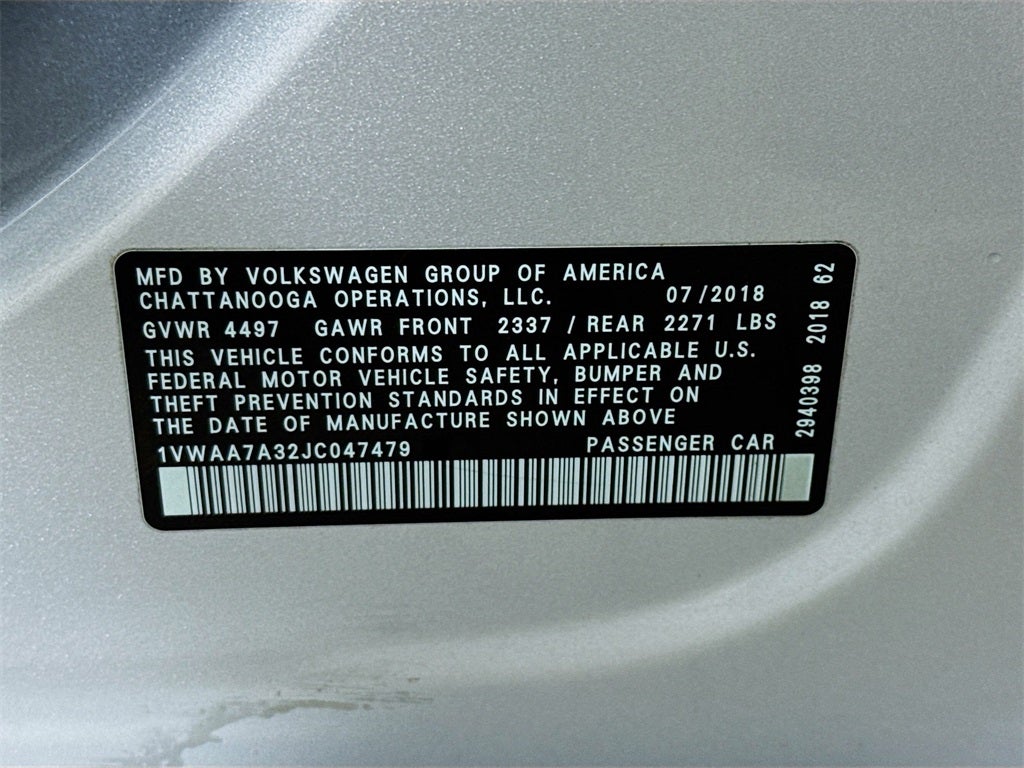 MFD BY VOLKSWAGEN GROUP OF AMERICA
CHATTANOOGA OPERATIONS, LLC. 07/2018
GVWR 4497 GAWR FRONT 2337 / REAR 2271 LBS
THIS VEHICLE CONFORMS TO ALL APPLICABLE U.S.
FEDERAL MOTOR VEHICLE SAFETY, BUMPER AND
THEFT PREVENTION STANDARDS IN EFFECT ON
THE DATE OF MANUFACTURE SHOWN ABOVE
1VWAA7A32JC047479 PASSENGER CAR
2940398 2018 62